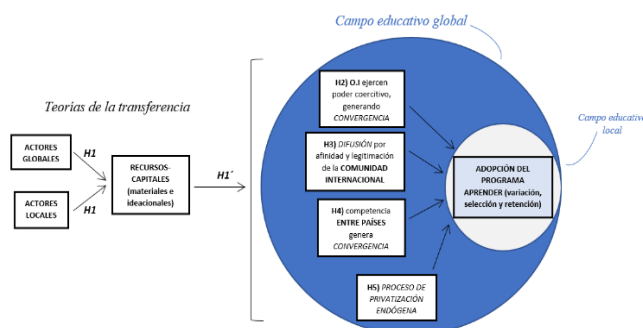 Campo educativo global
Teorías de la transferencia
Campo educativo
local
ACTORES
GLOBALES
H1
ACTORES
LOCALES
H1
RECURSOS-
CAPITALES
(materiales e
ideacionales)
H1´
H2) O.I ejercen
poder coercitivo,
generando
CONVERGENCIA
H3) DIFUSIÓN por
afinidad y legitimación
de la COMUNIDAD
INTERNACIONAL
H4) competencia
ENTRE PAÍSES
genera
CONVERGENCIA
H5) PROCESO DE
PRIVATIZACIÓN
ENDÓGENA
ADOPCIÓN DEL
PROGRAMA
APRENDER (variación,
selección y retención)